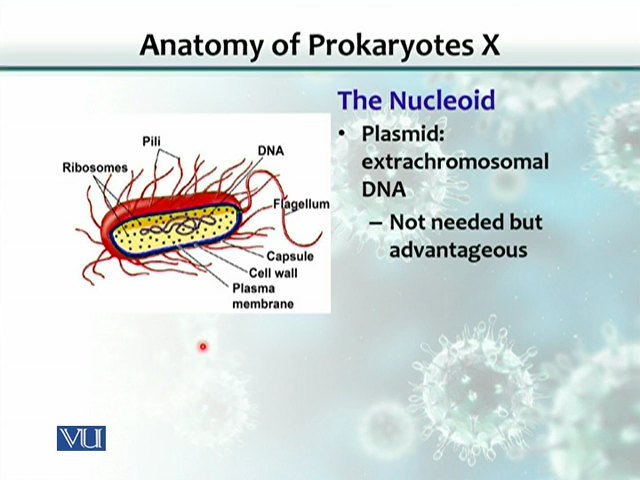 Anatomy of Prokaryotes X
The Nucleoid
• Plasmid:
extrachromosomal
DNA
– Not needed but
advantageous
Pili
DNA
Ribosomes
Flagellum
Capsule
Cell wall
Plasma
membrane
VU